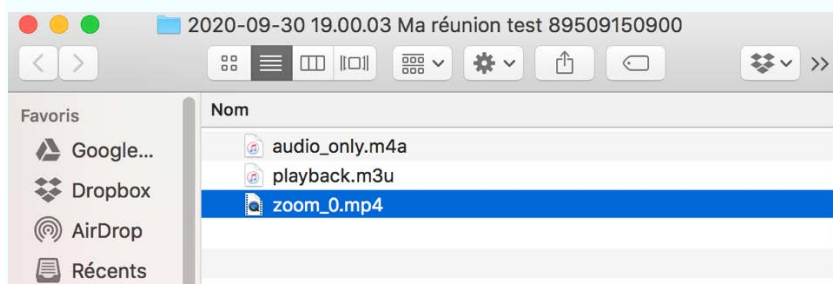 2020-09-30 19.00.03 Ma réunion test 89509150900
Favoris
Google...
Dropbox
AirDrop
Récents
Nom
audio_only.m4a
playback.m3u
zoom_0.mp4